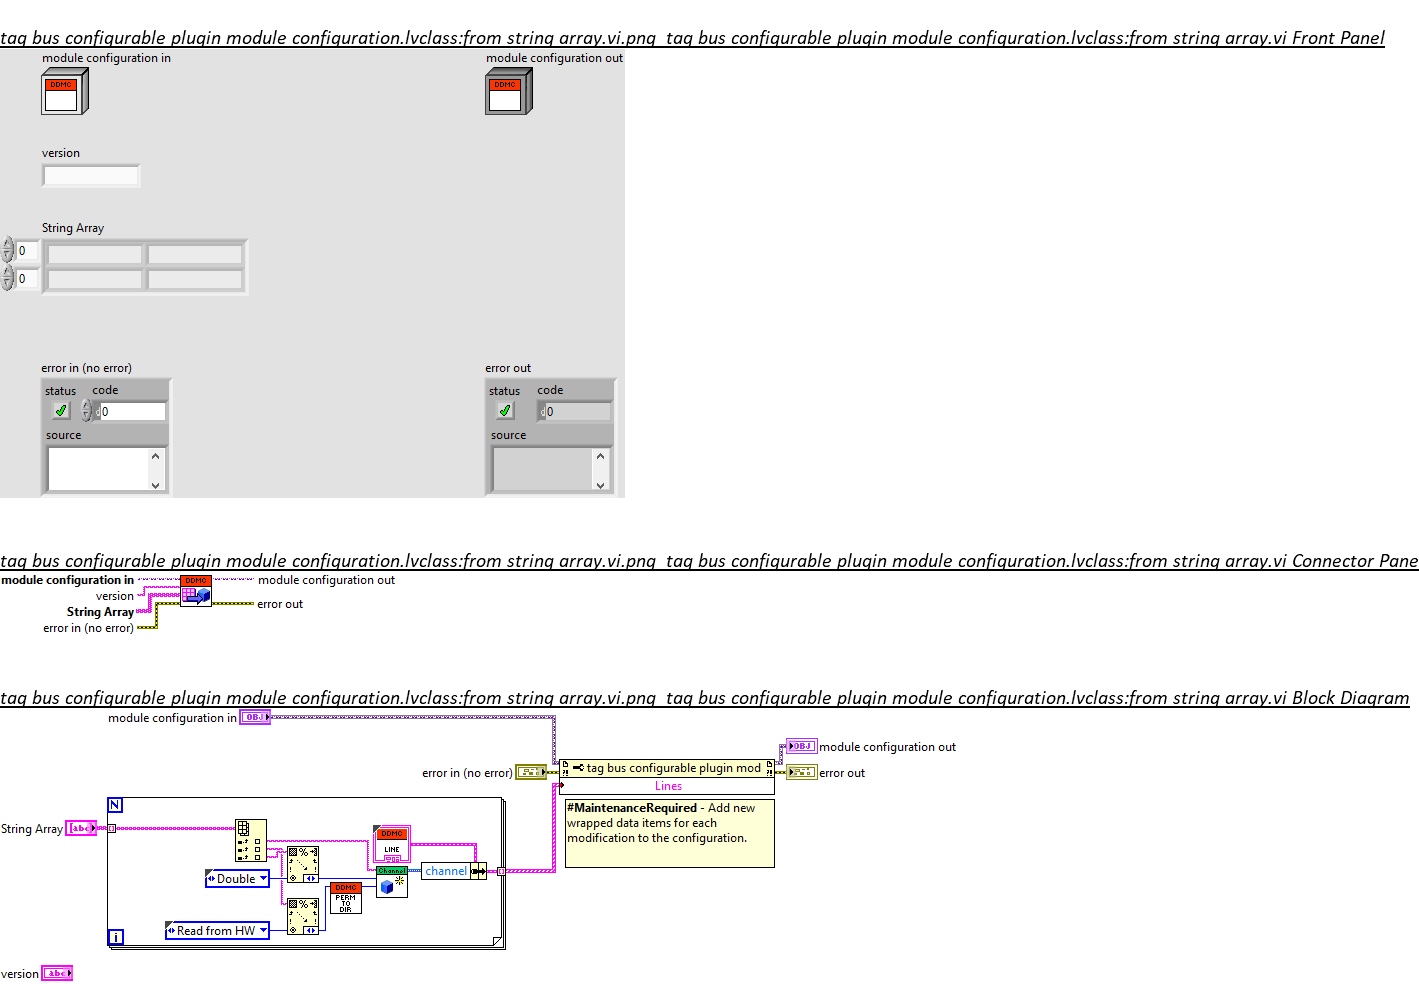 tag bus configurable plugin module configuration.lvclass:from string array.vi.png  tag bus configurable plugin module configuration.lvclass:from string array.vi Front Panel
module configuration in
module configuration out
DDMC
DDMC
version
String Array
0
0
error in (no error)
error out
status code
status code
d0
d0
source
source
tag bus configurable plugin module configuration.lvclass:from string array.vi.png  tag bus configurable plugin module configuration.lvclass:from string array.vi Connector Pane
module configuration in
DDMC
module configuration out
version
String Array
error out
error in (no error)
tag bus configurable plugin module configuration.lvclass:from string array.vi.png  tag bus configurable plugin module configuration.lvclass:from string array.vi Block Diagram
module configuration in
OBJ
OBJ
module configuration out
error in (no error)
tag bus configurable plugin mod
error out
Lines
N
#MaintenanceRequired - Add new
wrapped data items for each
modification to the configuration.
String Array
abc
DDMC
LINE
%
Channel
channel
Double
DDMC
PERM
TO
DIR
%
Read from HW
i
version
abc